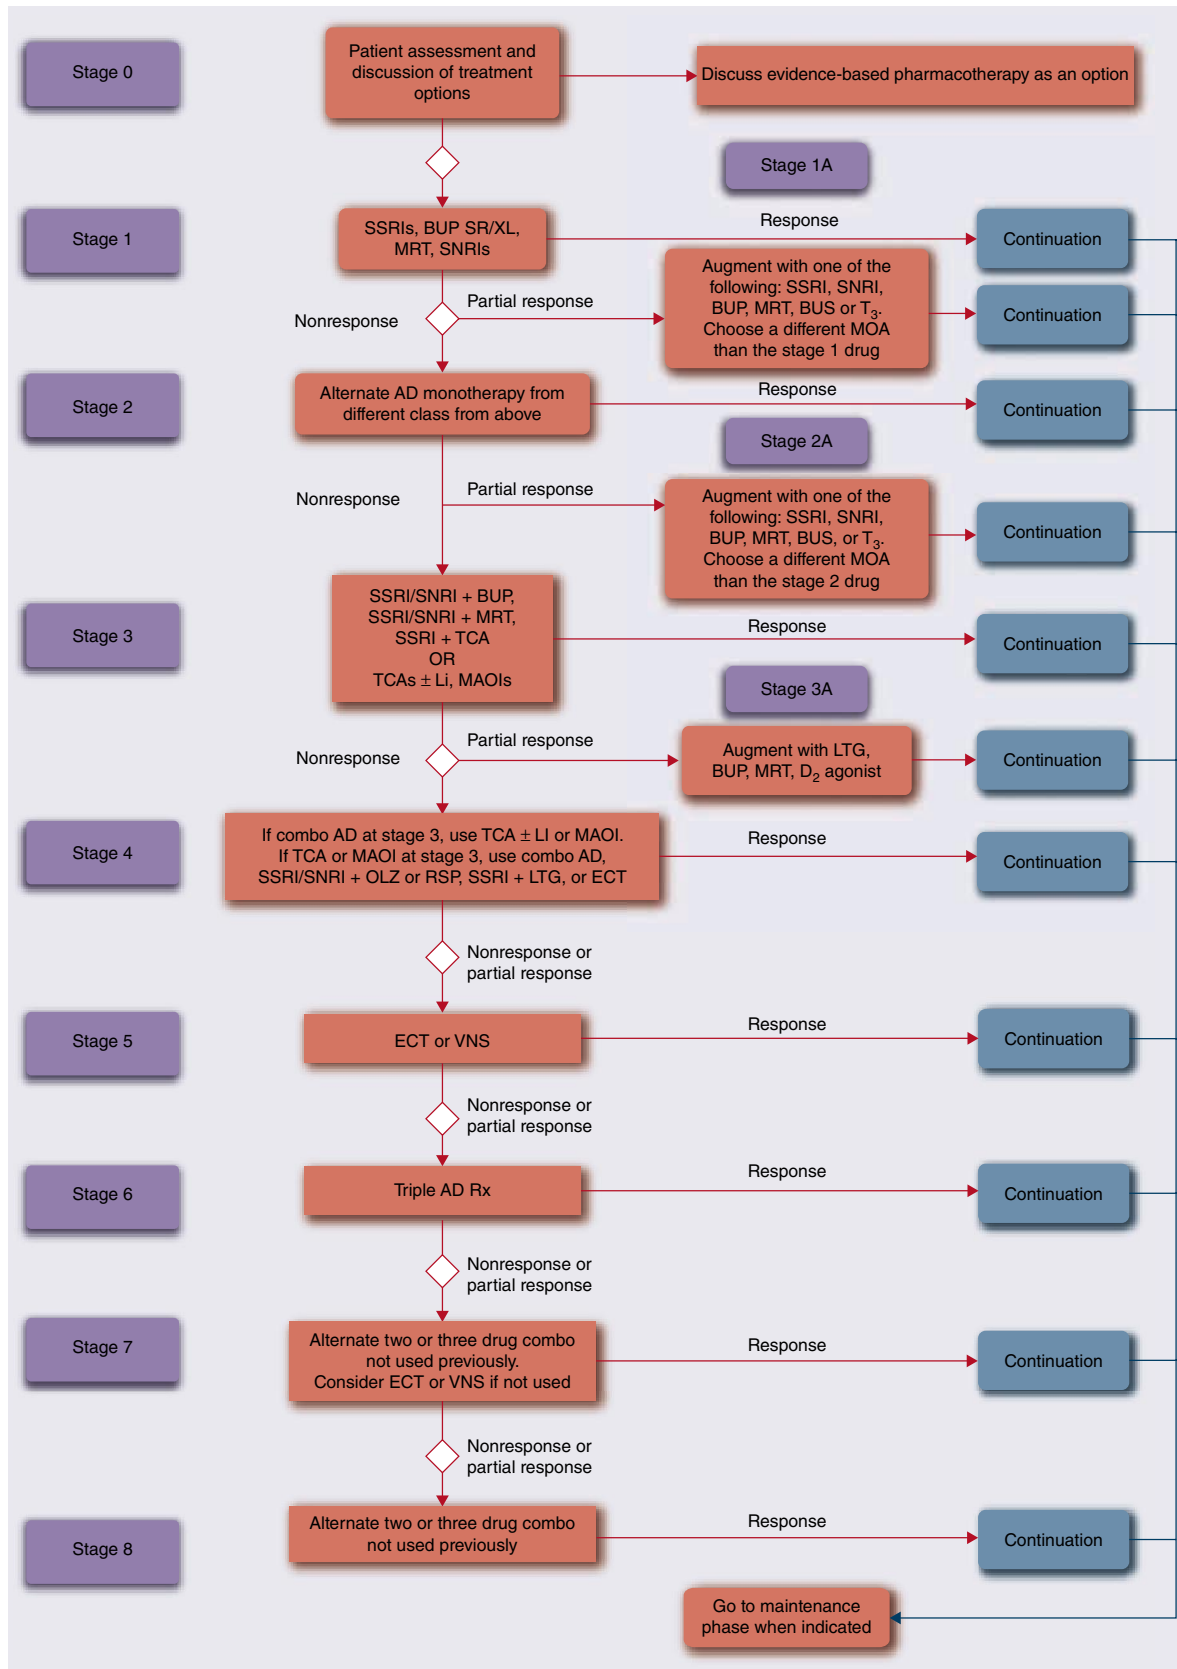 Stage 0
Patient assessment and
discussion of treatment
options
Discuss evidence-based pharmacotherapy as an option
Stage 1A
Stage 1
SSRIs, BUP SR/XL,
MRT, SNRIs
Response
Continuation
Nonresponse
Partial response
Augment with one of the
following: SSRI, SNRI,
BUP, MRT, BUS or T₃.
Choose a different MOA
than the stage 1 drug
Continuation
Stage 2
Alternate AD monotherapy from
different class from above
Response
Continuation
Stage 2A
Nonresponse
Partial response
Augment with one of the
following: SSRI, SNRI,
BUP, MRT, BUS, or T₃.
Choose a different MOA
than the stage 2 drug
Continuation
Stage 3
SSRI/SNRI + BUP,
SSRI/SNRI + MRT,
SSRI + TCA
OR
TCAs ± Li, MAOIs
Response
Continuation
Stage 3A
Nonresponse
Partial response
Augment with LTG,
BUP, MRT, D₂ agonist
Continuation
Stage 4
If combo AD at stage 3, use TCA ± LI or MAOI.
If TCA or MAOI at stage 3, use combo AD,
SSRI/SNRI + OLZ or RSP, SSRI + LTG, or ECT
Response
Continuation
Nonresponse or
partial response
Stage 5
ECT or VNS
Response
Continuation
Nonresponse or
partial response
Stage 6
Triple AD Rx
Response
Continuation
Nonresponse or
partial response
Stage 7
Alternate two or three drug combo
not used previously.
Consider ECT or VNS if not used
Response
Continuation
Nonresponse or
partial response
Stage 8
Alternate two or three drug combo
not used previously
Response
Continuation
Go to maintenance
phase when indicated